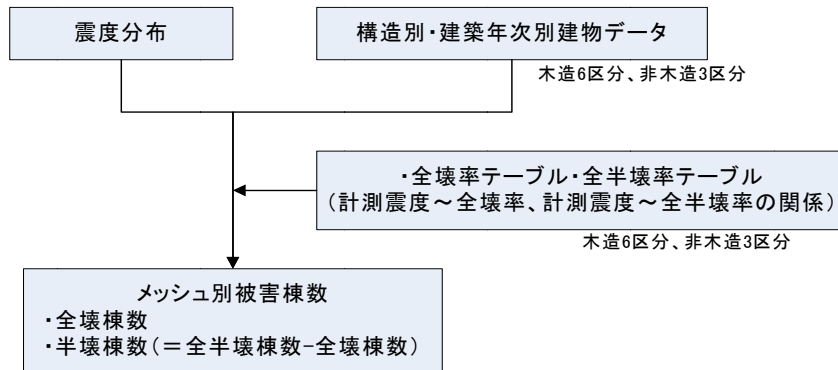 震度分布
構造別・建築年次別建物データ
木造6区分、非木造3区分
・全壊率テーブル・全半壊率テーブル
(計測震度～全壊率、計測震度～全半壊率の関係)
木造6区分、非木造3区分
メッシュ別被害棟数
・全壊棟数
・半壊棟数(＝全半壊棟数−全壊棟数)